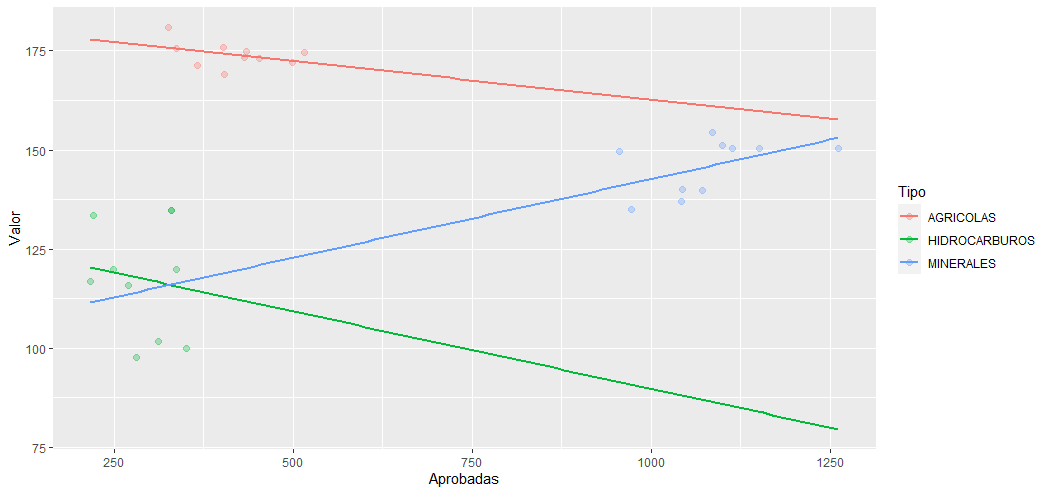 175
150
125
100
75
Valor
250
500
750
1000
1250
Aprobadas
Tipo
AGRICOLAS
HIDROCARBUROS
MINERALES